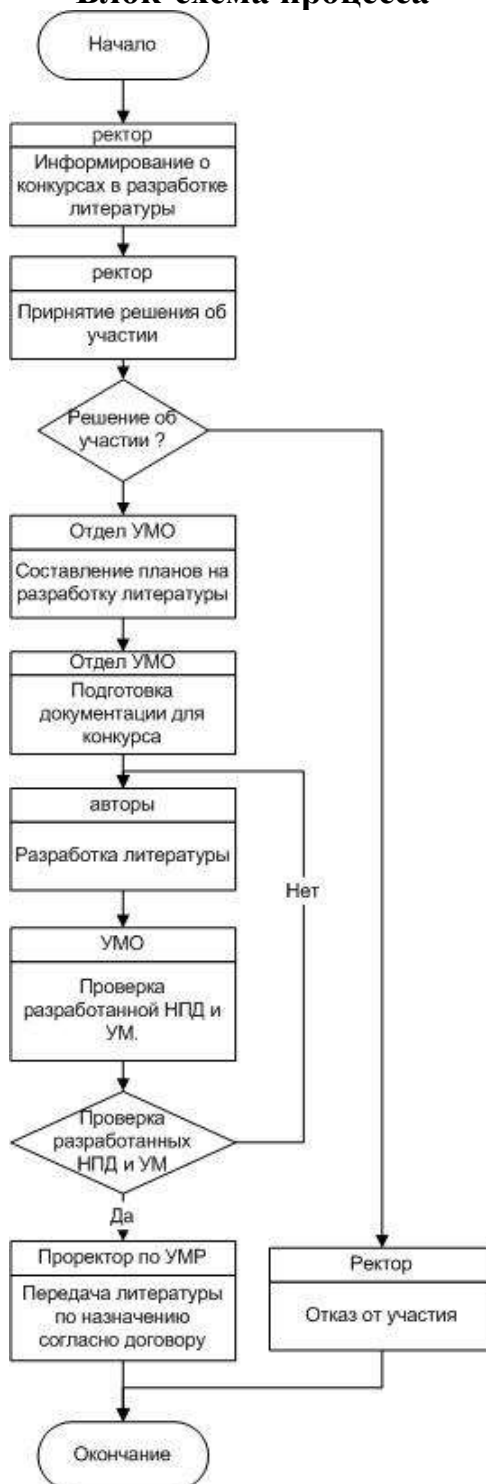 Блок-схема процесса
Начало
ректор
Информирование о
конкурсах в разработке
литературы
ректор
Прирнятие решения об
участии
Решение об
участии ?
Отдел УМО
Составление планов на
разработку литературы
Отдел УМО
Подготовка
документации для
конкурса
авторы
Разработка литературы
Нет
УМО
Проверка
разработанной НПД и
УМ.
Проверка
разработанных
НПД и УМ
Да
Проректор по УМР
Передача литературы
по назначению
согласно договору
Ректор
Отказ от участия
Окончание